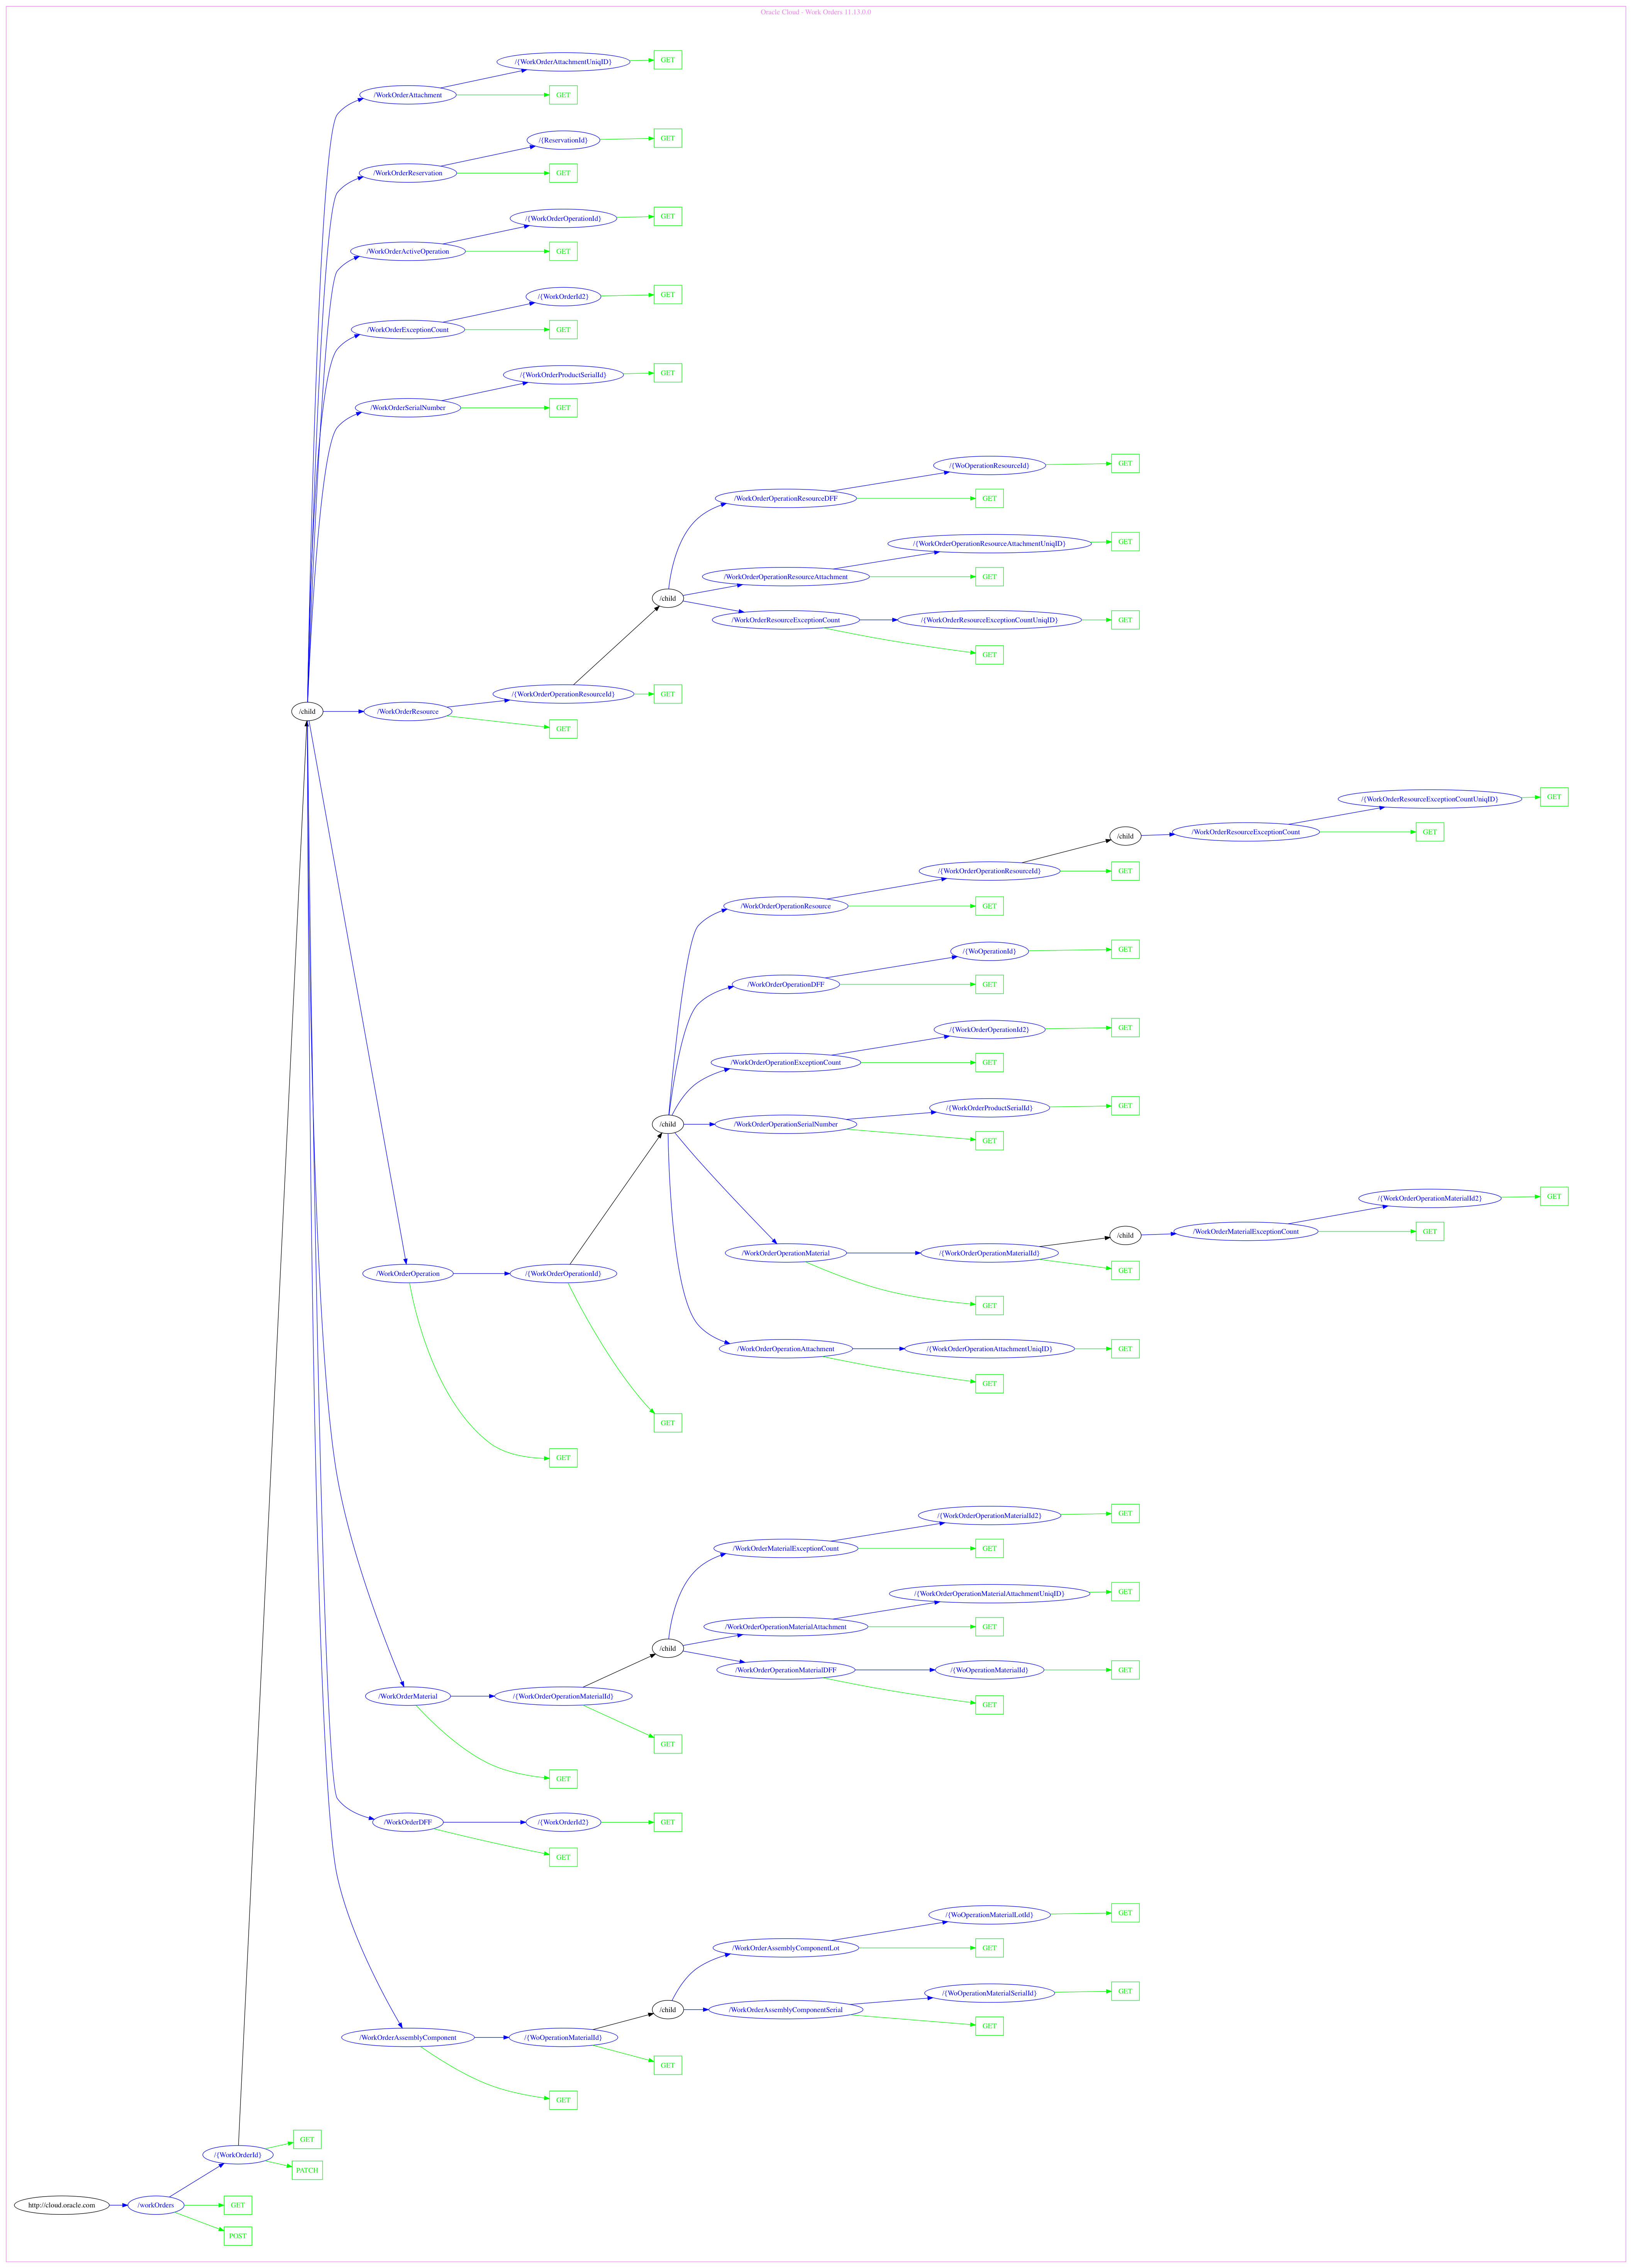 Oracle Cloud - Work Orders 11.13.0.0
/{WorkOrderAttachmentUniqID}
GET
/WorkOrderAttachment
GET
/{ReservationId}
GET
/WorkOrderReservation
GET
/{WorkOrderOperationId}
GET
/WorkOrderActiveOperation
GET
/{WorkOrderId2}
GET
/WorkOrderExceptionCount
GET
/{WorkOrderProductSerialId}
GET
/WorkOrderSerialNumber
GET
/{WoOperationResourceId}
GET
/WorkOrderOperationResourceDFF
GET
/{WorkOrderOperationResourceAttachmentUniqID}
GET
/WorkOrderOperationResourceAttachment
GET
/child
/WorkOrderResourceExceptionCount
/{WorkOrderResourceExceptionCountUniqID}
GET
GET
/{WorkOrderOperationResourceId}
GET
/child
/WorkOrderResource
GET
/{WorkOrderResourceExceptionCountUniqID}
GET
/child
/WorkOrderResourceExceptionCount
GET
/{WorkOrderOperationResourceId}
GET
/WorkOrderOperationResource
GET
/{WoOperationId}
GET
/WorkOrderOperationDFF
GET
/{WorkOrderOperationId2}
GET
/WorkOrderOperationExceptionCount
GET
/{WorkOrderProductSerialId}
GET
/child
/WorkOrderOperationSerialNumber
GET
/{WorkOrderOperationMaterialId2}
GET
/child
/WorkOrderMaterialExceptionCount
GET
/WorkOrderOperationMaterial
/{WorkOrderOperationMaterialId}
GET
/WorkOrderOperation
/{WorkOrderOperationId}
GET
/WorkOrderOperationAttachment
/{WorkOrderOperationAttachmentUniqID}
GET
GET
GET
GET
/{WorkOrderOperationMaterialId2}
GET
/WorkOrderMaterialExceptionCount
GET
/{WorkOrderOperationMaterialAttachmentUniqID}
GET
/WorkOrderOperationMaterialAttachment
GET
/child
/WorkOrderOperationMaterialDFF
/{WoOperationMaterialId}
GET
/WorkOrderMaterial
/{WorkOrderOperationMaterialId}
GET
GET
GET
/WorkOrderDFF
/{WorkOrderId2}
GET
GET
/{WoOperationMaterialLotId}
GET
/WorkOrderAssemblyComponentLot
GET
/{WoOperationMaterialSerialId}
GET
/child
/WorkOrderAssemblyComponentSerial
GET
/WorkOrderAssemblyComponent
/{WoOperationMaterialId}
GET
GET
GET
/{WorkOrderId}
PATCH
http://cloud.oracle.com
/workOrders
GET
POST